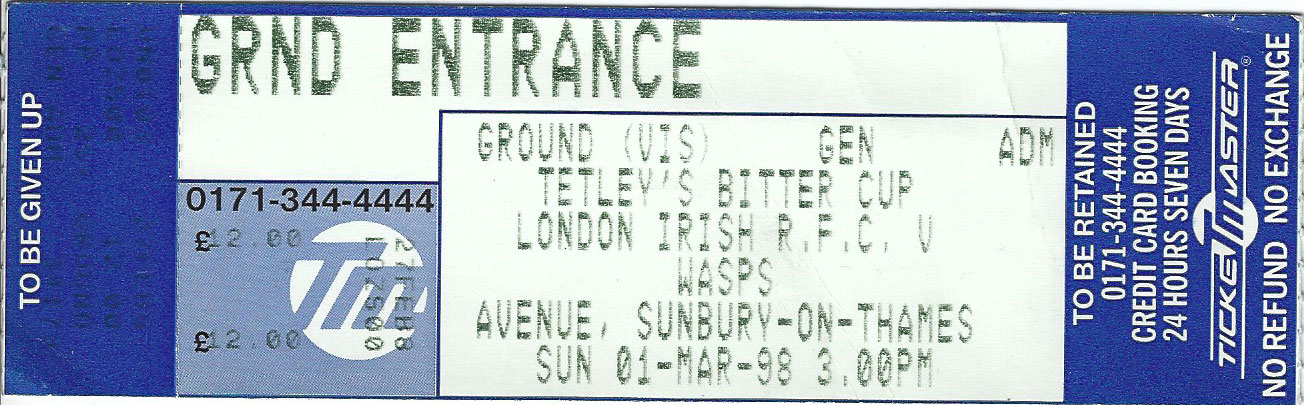 TO BE GIVEN UP
GRND ENTRANCE
0171-344-4444
£12.00
£12.00
27FEB8
Tm
GROUND (VIS) GEN ADM
TETLEY'S BITTER CUP
LONDON IRISH R.F.C. V
WASPS
AVENUE, SUNBURY-ON-THAMES
SUN 01-MAR-98 3.00PM
TO BE RETAINED
0171-344-4444
CREDIT CARD BOOKING
24 HOURS SEVEN DAYS
TICKETMASTER®
NO REFUND NO EXCHANGE